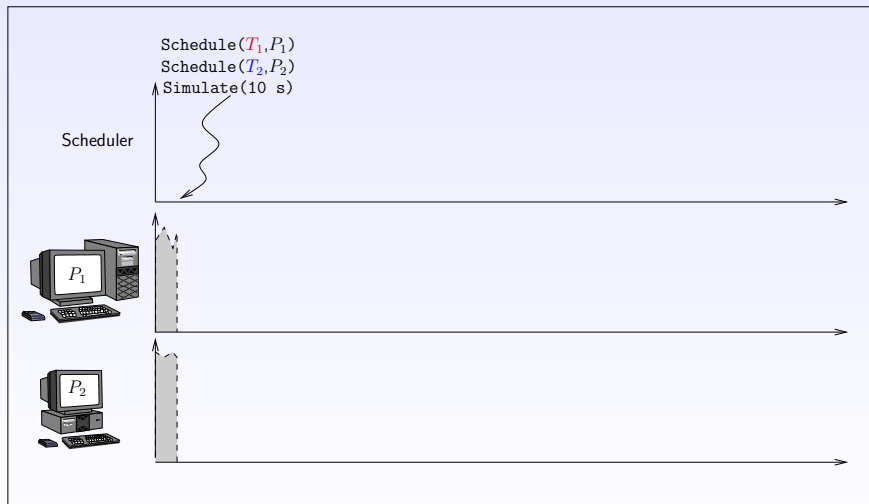 Schedule(T₁,P₁)
Schedule(T₂,P₂)
Simulate(10 s)
Scheduler
P₁
P₂